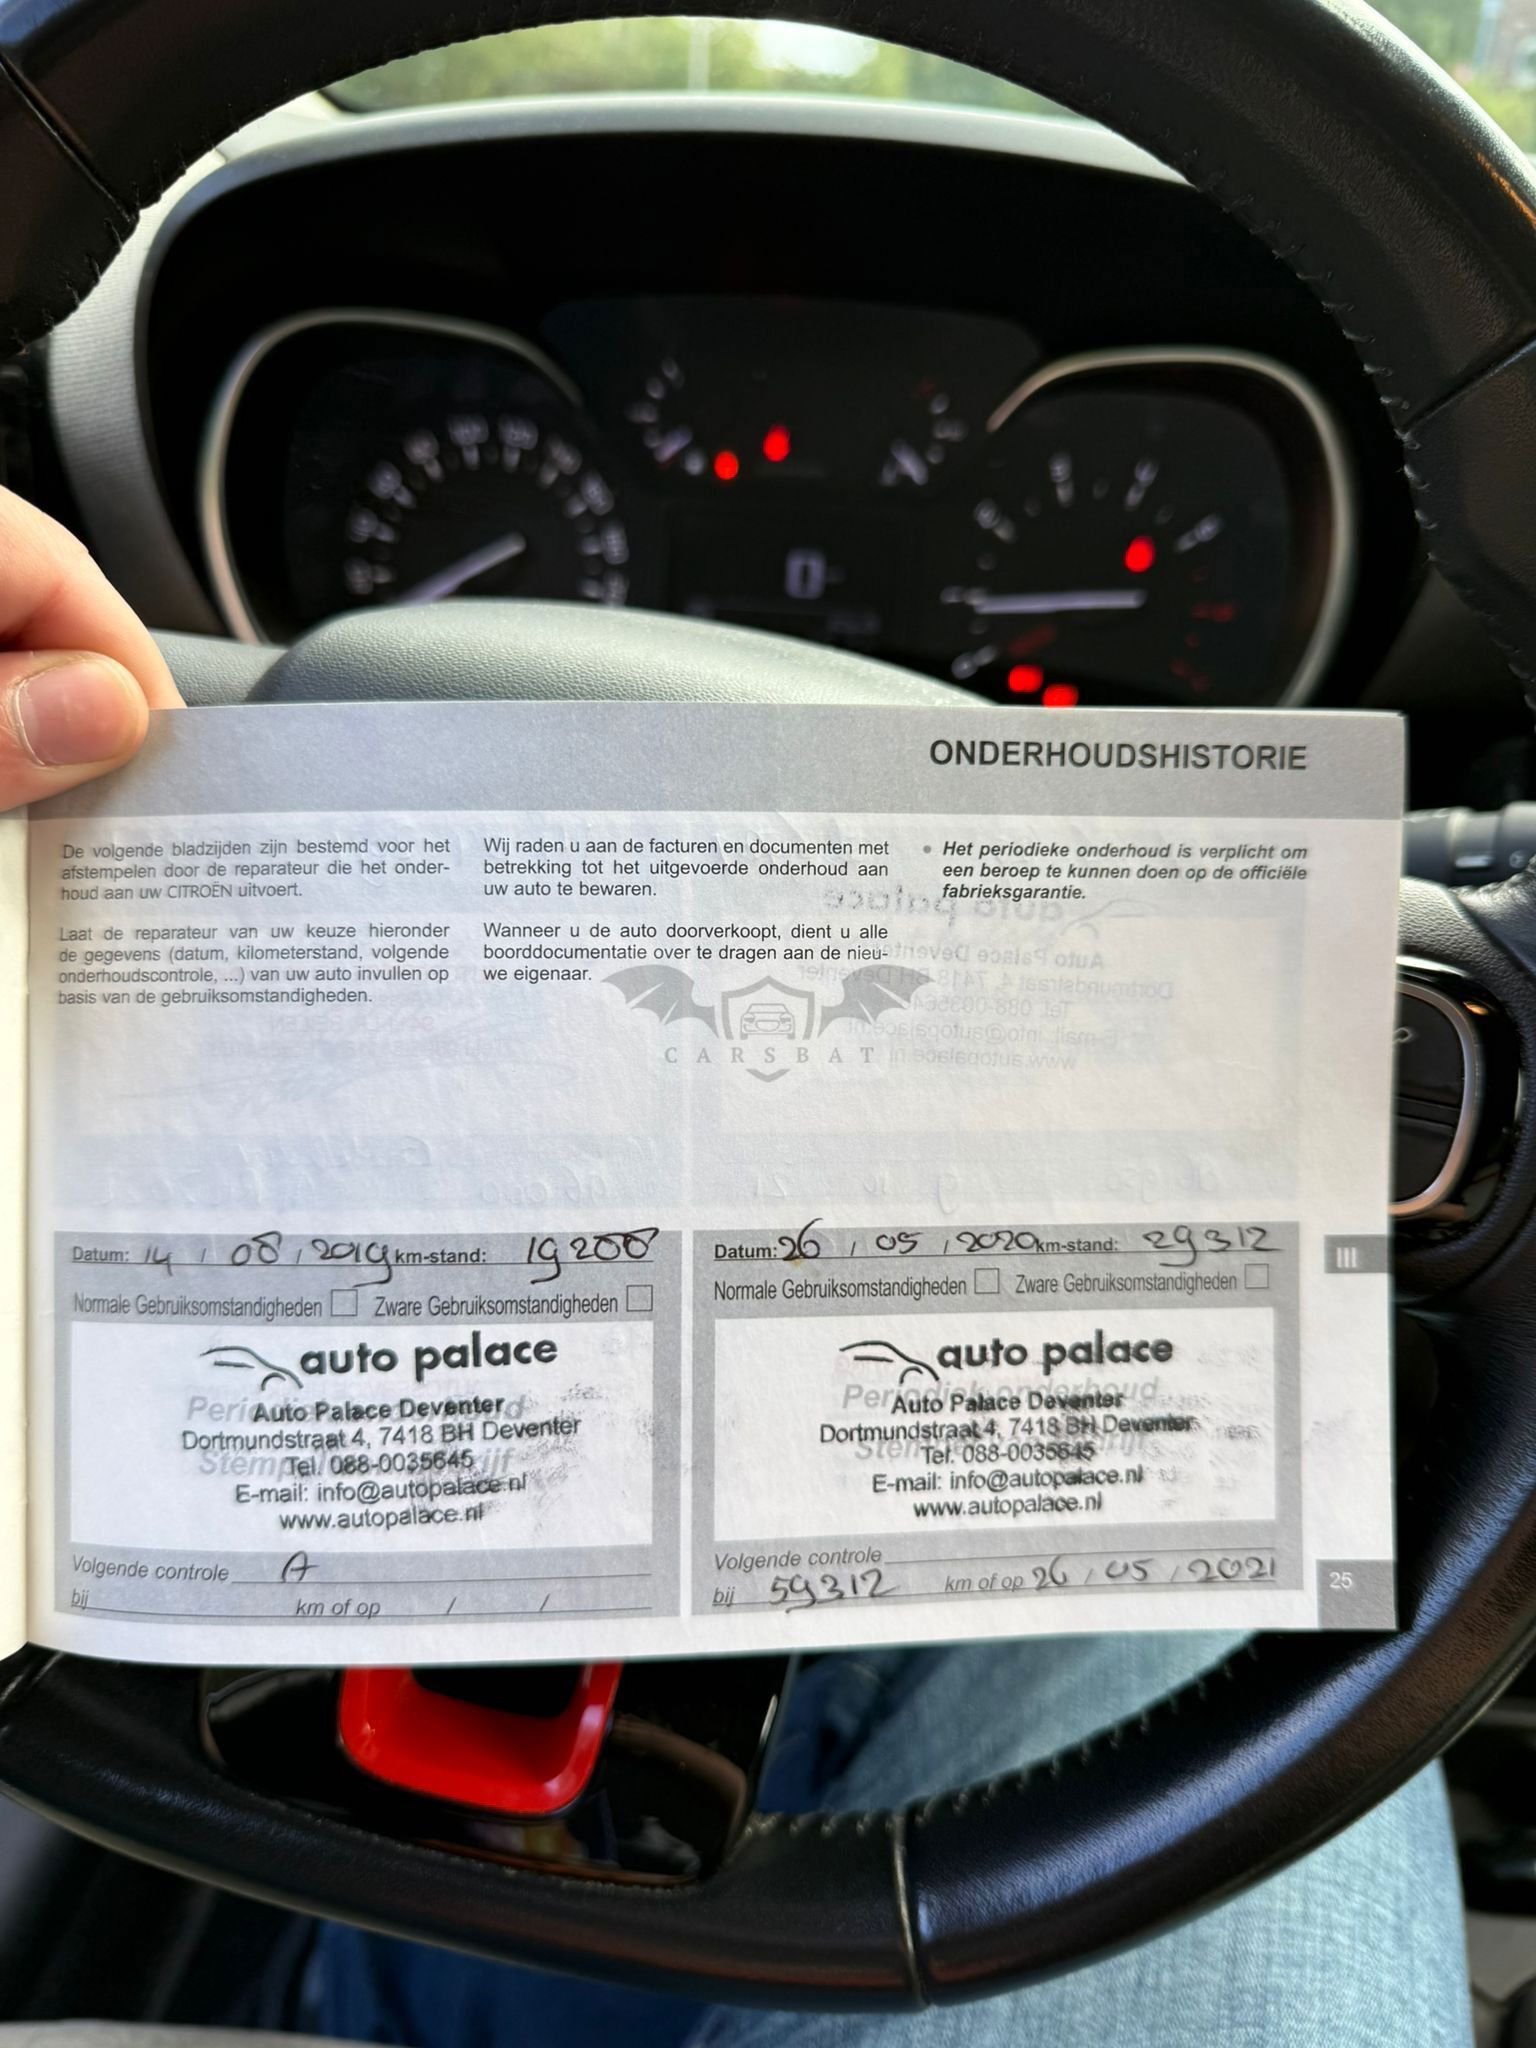 ONDERHOUDSHISTORIE
De volgende bladzijden zijn bestemd voor het
afstempelen door de reparateur die het onder-
houd aan uw CITROËN uitvoert.
Laat de reparateur van uw keuze hieronder
de gegevens (datum, kilometerstand, volgende
onderhoudscontrole, ...) van uw auto invullen op
basis van de gebruiksomstandigheden.
Wij raden u aan de facturen en documenten met
betrekking tot het uitgevoerde onderhoud aan
uw auto te bewaren.
Wanneer u de auto doorverkoopt, dient u alle
boorddocumentatie over te dragen aan de nieu-
we eigenaar.
• Het periodieke onderhoud is verplicht om
een beroep te kunnen doen op de officiële
fabrieksgarantie.
CARSBAT
Datum: 14 / 08 / 2019 km-stand: 19200
Normale Gebruiksomstandigheden Zware Gebruiksomstandigheden
auto palace
Auto Palace Deventer
Dortmundstraat 4, 7418 BH Deventer
Tel. 088-0035645
E-mail: info@autopalace.nl
www.autopalace.nl
Volgende controle A
bij km of op / /
Datum: 26 / 05 / 2020 km-stand: 29312
Normale Gebruiksomstandigheden Zware Gebruiksomstandigheden
auto palace
Periodiek onderhoud
Auto Palace Deventer
Dortmundstraat 4, 7418 BH Deventer
Tel. 088-0035645
E-mail: info@autopalace.nl
www.autopalace.nl
Volgende controle
bij 59312 km of op 26 / 05 / 2021
III
25
0